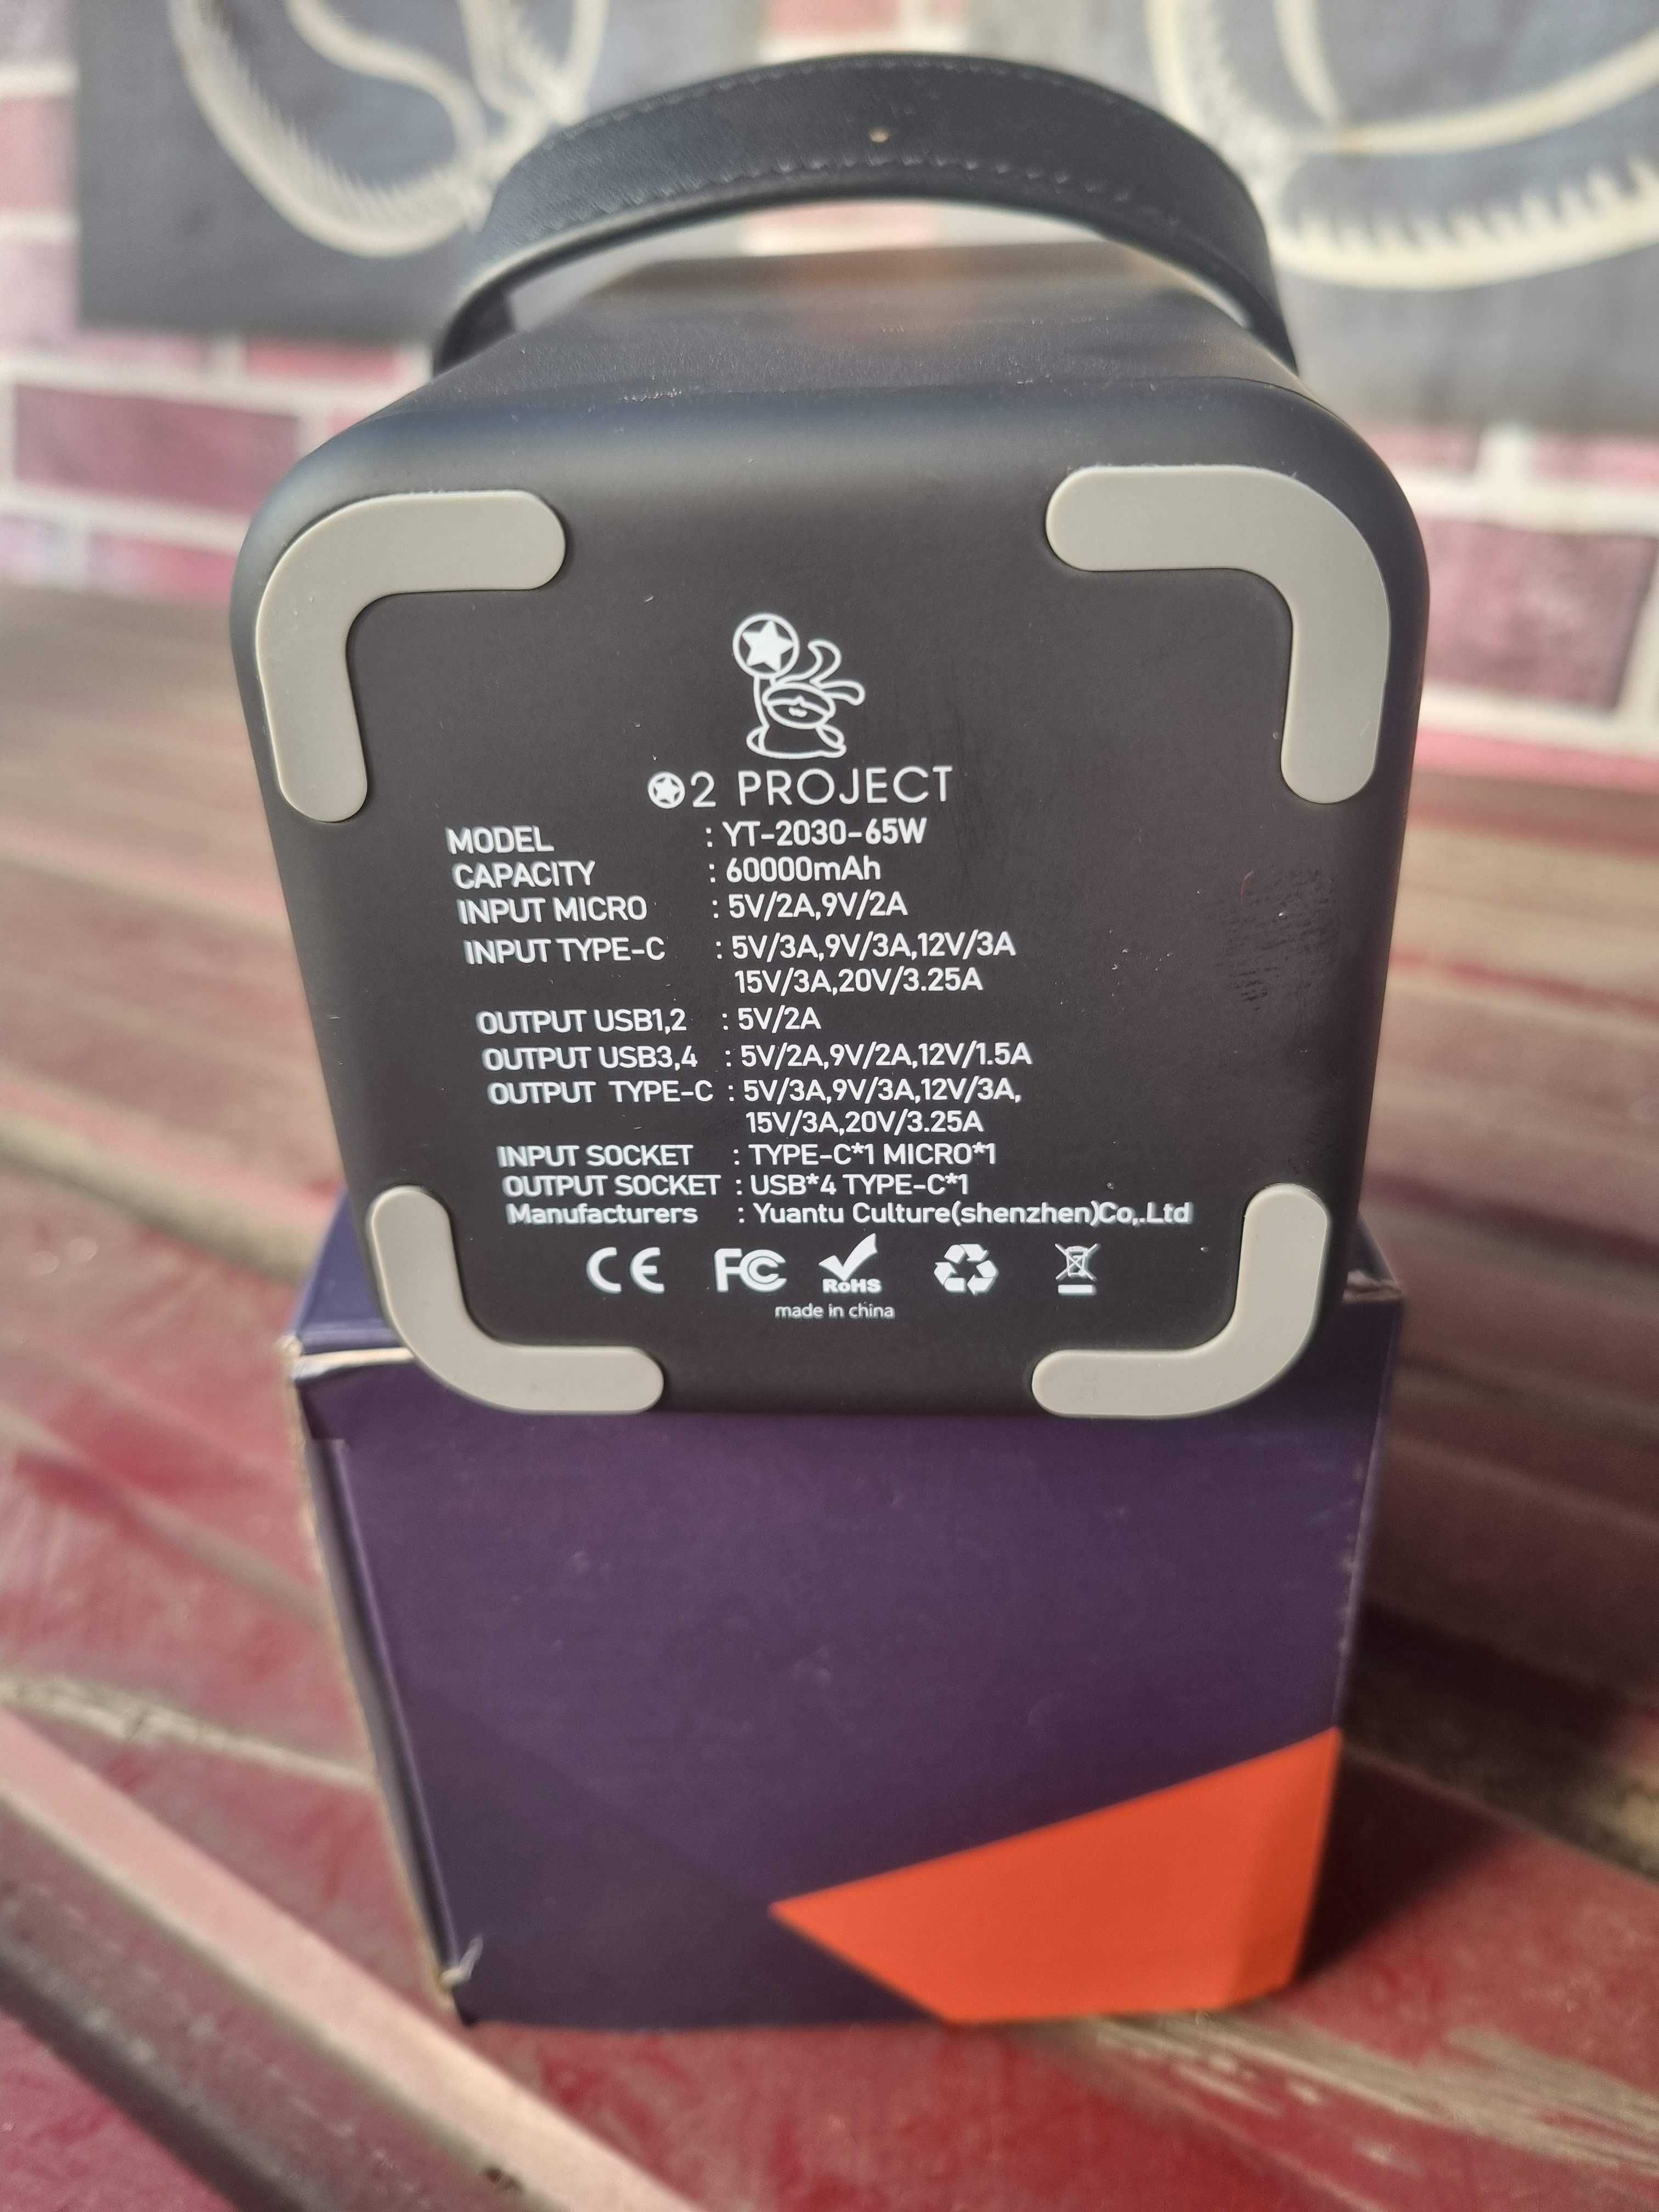 2 PROJECT
MODEL : YT-2030-65W
CAPACITY : 60000mAh
INPUT MICRO : 5V/2A,9V/2A
INPUT TYPE-C : 5V/3A,9V/3A,12V/3A
15V/3A,20V/3.25A
OUTPUT USB1,2 : 5V/2A
OUTPUT USB3,4 : 5V/2A,9V/2A,12V/1.5A
OUTPUT TYPE-C : 5V/3A,9V/3A,12V/3A,
15V/3A,20V/3.25A
INPUT SOCKET : TYPE-C*1 MICRO*1
OUTPUT SOCKET : USB*4 TYPE-C*1
Manufacturers : Yuantu Culture(shenzhen)Co,.Ltd
CE FC RoHS
made in china